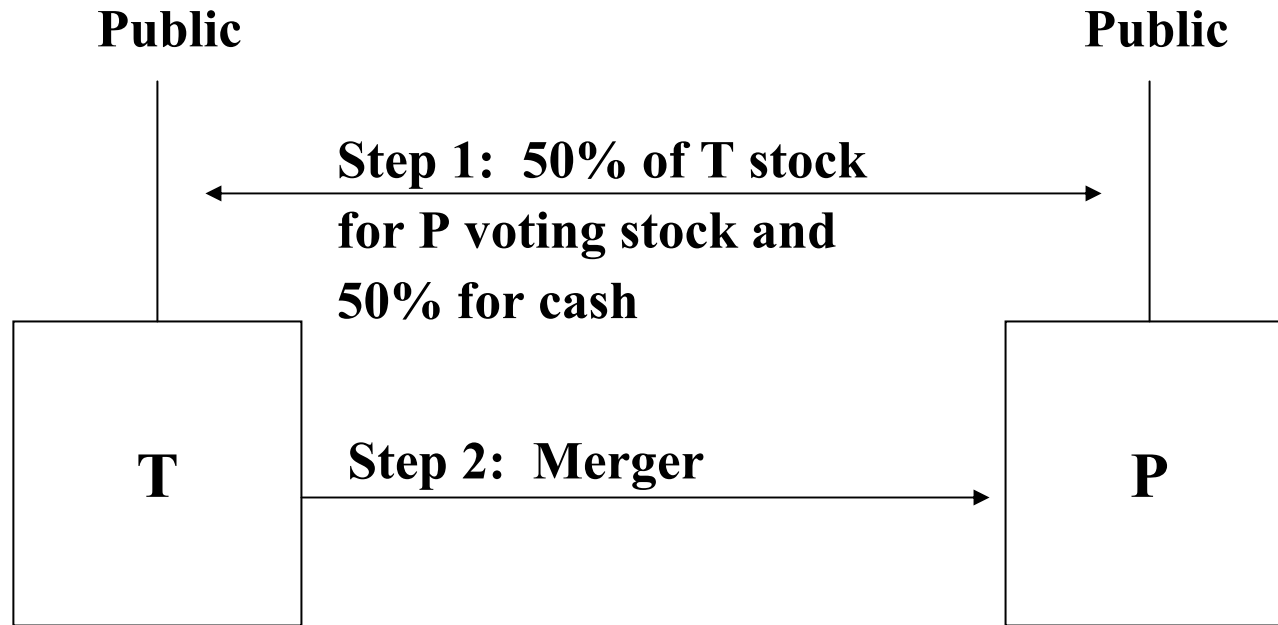 Public
Public
Step 1:  50% of T stock
for P voting stock and
50% for cash
T
Step 2:  Merger
P